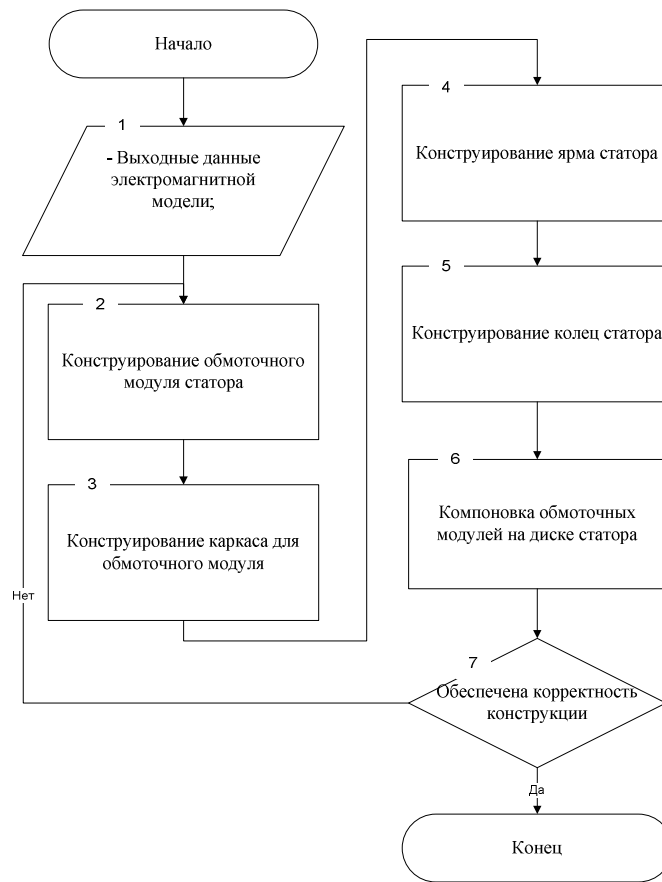 Начало
1
- Выходные данные
электромагнитной
модели;
2
Конструирование обмоточного
модуля статора
3
Конструирование каркаса для
обмоточного модуля
Нет
4
Конструирование ярма статора
5
Конструирование колец статора
6
Компоновка обмоточных
модулей на диске статора
7
Обеспечена корректность
конструкции
Да
Конец